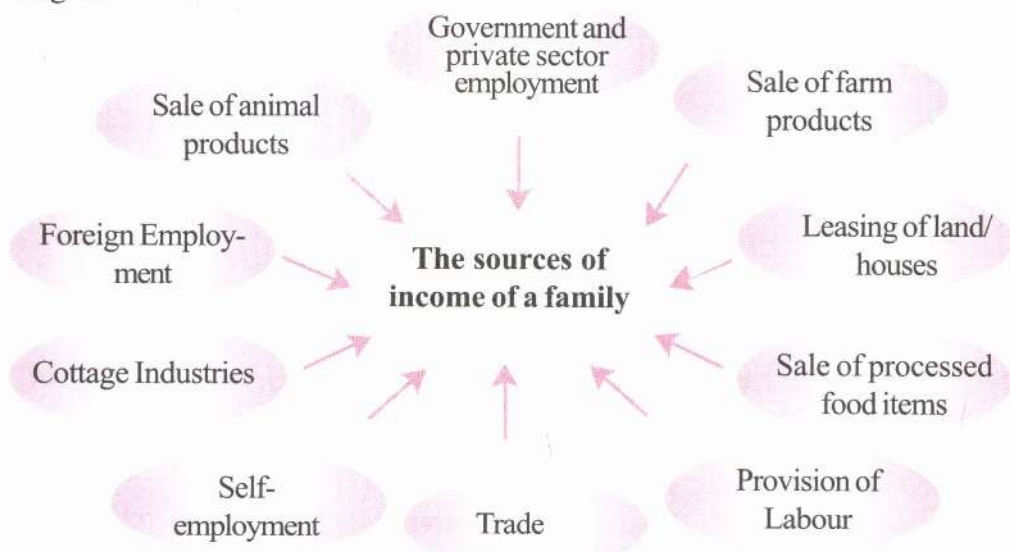 Government and
private sector
employment
Sale of animal
products
Sale of farm
products
Foreign Employ-
ment
The sources of
income of a family
Leasing of land/
houses
Cottage Industries
Sale of processed
food items
Self-
employment
Trade
Provision of
Labour